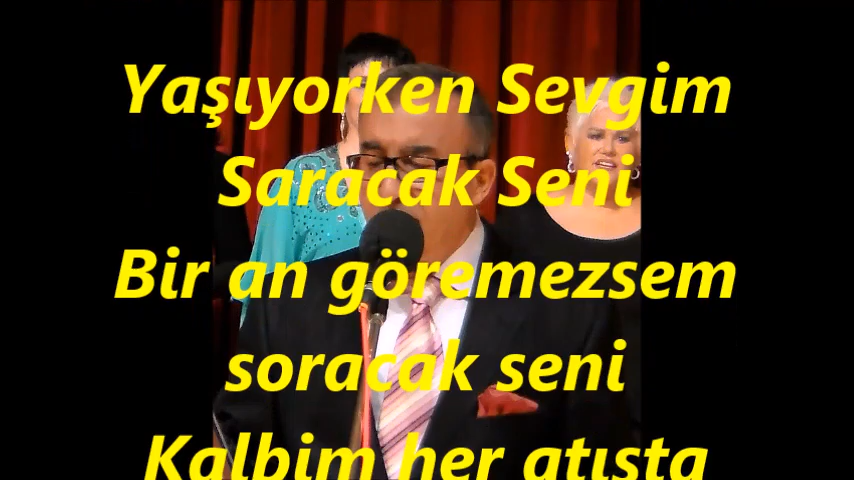 Yaşıyorken Sevgim
Saracak Seni
Bir an göremezsem
soracak seni
Kalbim her atışta